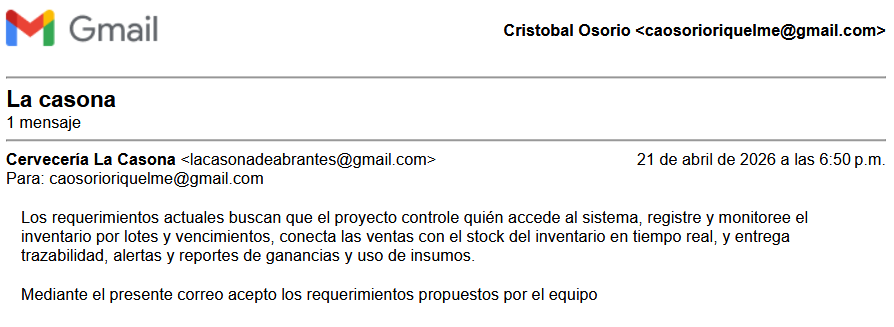 Gmail
Cristobal Osorio <caosorioriquelme@gmail.com>
La casona
1 mensaje
Cervecería La Casona <lacasonadeabrantes@gmail.com>
21 de abril de 2026 a las 6:50 p.m.
Para: caosorioriquelme@gmail.com
Los requerimientos actuales buscan que el proyecto controle quién accede al sistema, registre y monitoree el
inventario por lotes y vencimientos, conecta las ventas con el stock del inventario en tiempo real, y entrega
trazabilidad, alertas y reportes de ganancias y uso de insumos.
Mediante el presente correo acepto los requerimientos propuestos por el equipo